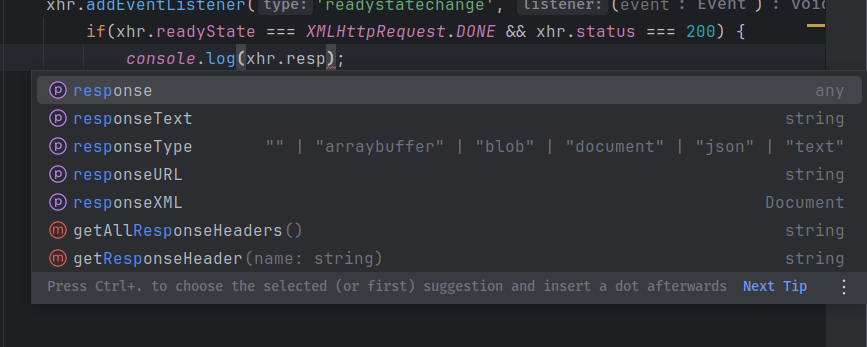 xhr.addEventListener( type: 'readystatechange', listener: (event : Event ) : void
if(xhr.readyState === XMLHttpRequest.DONE && xhr.status === 200) {
console.log(xhr.resp);
p response any
p responseText string
p responseType "" | "arraybuffer" | "blob" | "document" | "json" | "text"
p responseURL string
p responseXML Document
m getAllResponseHeaders() string
m getResponseHeader(name: string) string
Press Ctrl+. to choose the selected (or first) suggestion and insert a dot afterwards Next Tip